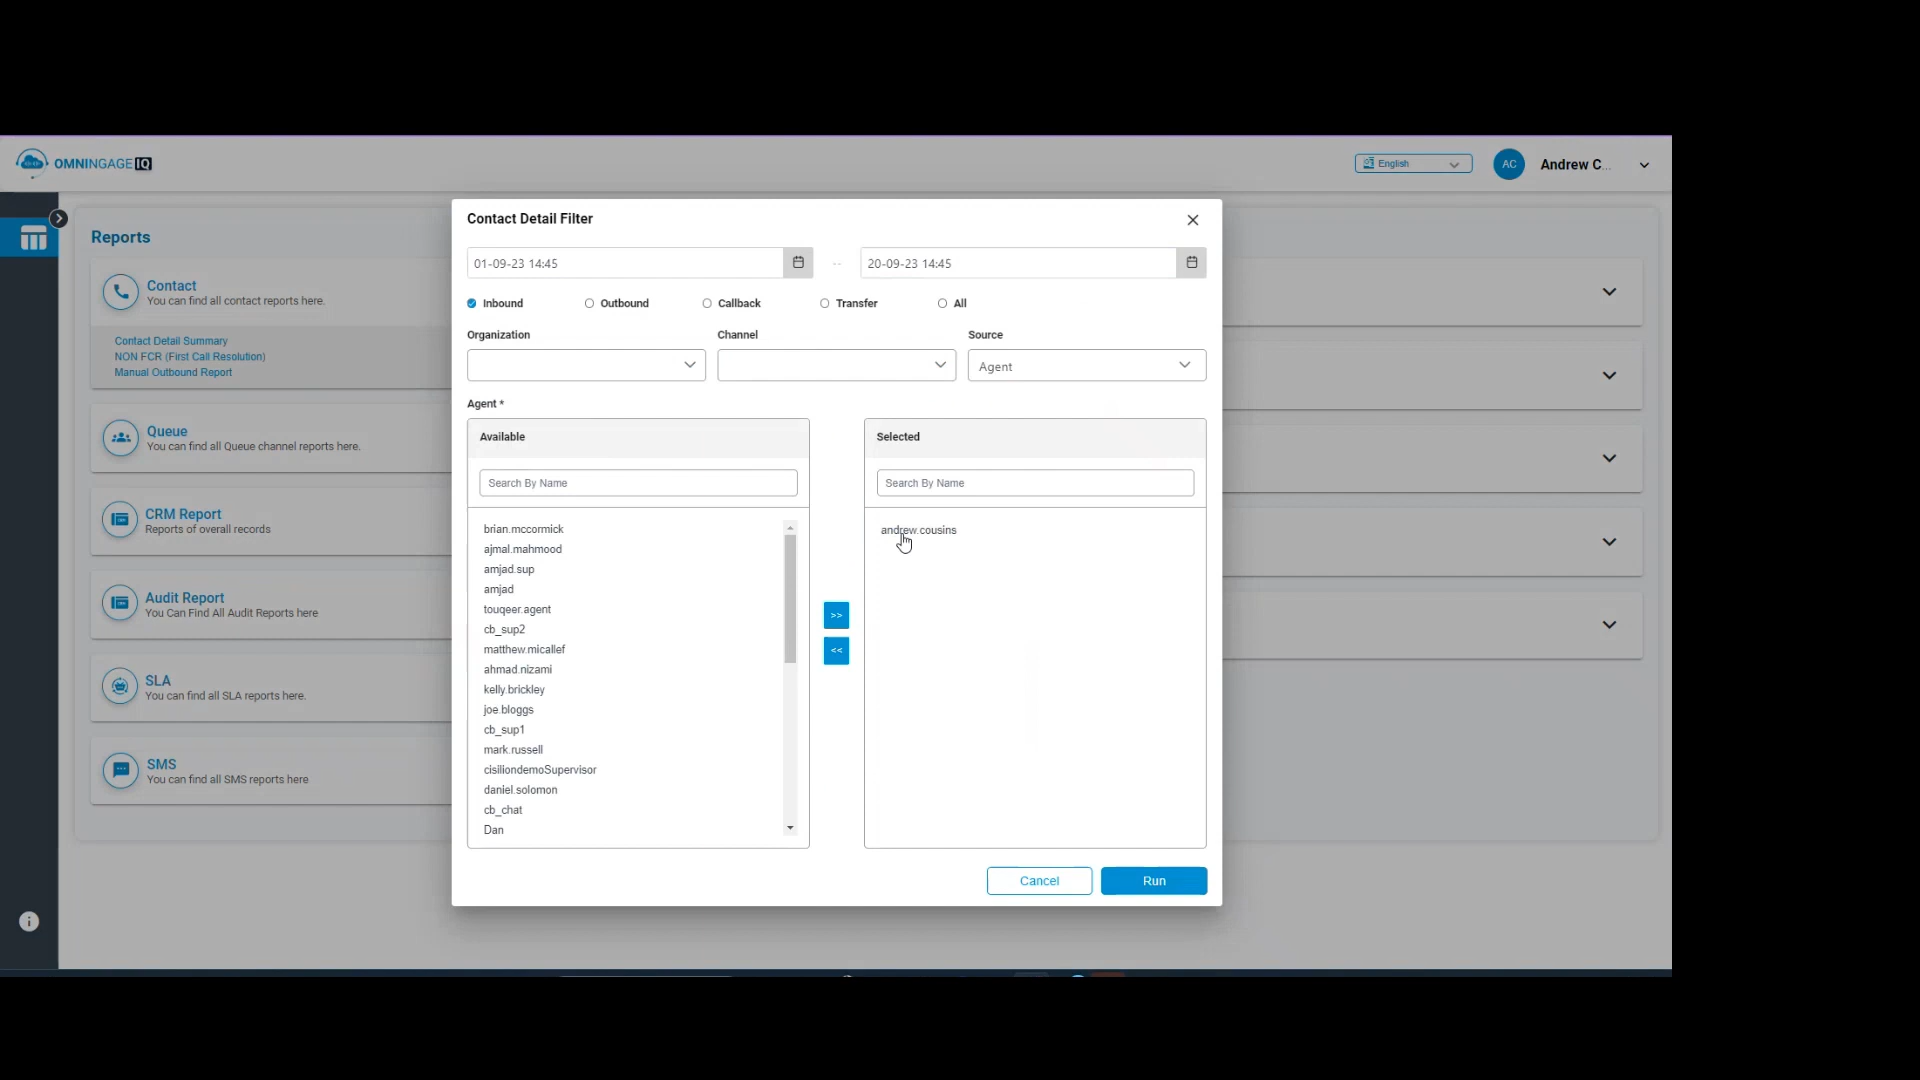 OMNINGAGE IQ
English
AC
Andrew C...
Reports
Contact
You can find all contact reports here.
Contact Detail Summary
NON FCR (First Call Resolution)
Manual Outbound Report
Queue
You can find all Queue channel reports here.
CRM Report
Reports of overall records
Audit Report
You Can Find All Audit Reports here
SLA
You can find all SLA reports here.
SMS
You can find all SMS reports here
Contact Detail Filter
01-09-23 14:45
--
20-09-23 14:45
Inbound
Outbound
Callback
Transfer
All
Organization
Channel
Source
Agent
Agent *
Available
Search By Name
brian.mccormick
ajmal.mahmood
amjad.sup
amjad
touqeer.agent
cb_sup2
matthew.micallef
ahmad.nizami
kelly.brickley
joe.bloggs
cb_sup1
mark.russell
cisiliondemoSupervisor
daniel.solomon
cb_chat
Dan
>>
<<
Selected
Search By Name
andrew.cousins
Cancel
Run